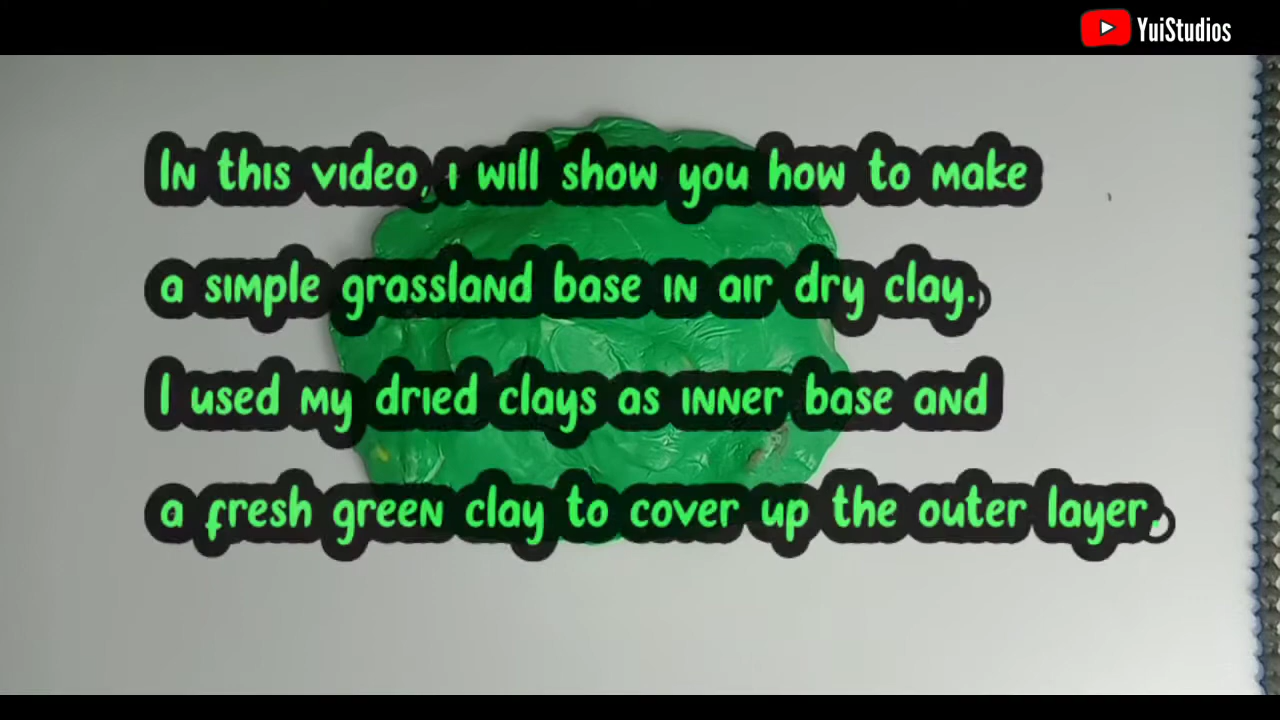 YuiStudios
In this video, i will show you how to make
a simple grassland base in air dry clay.
I used my dried clays as inner base and
a fresh green clay to cover up the outer layer.